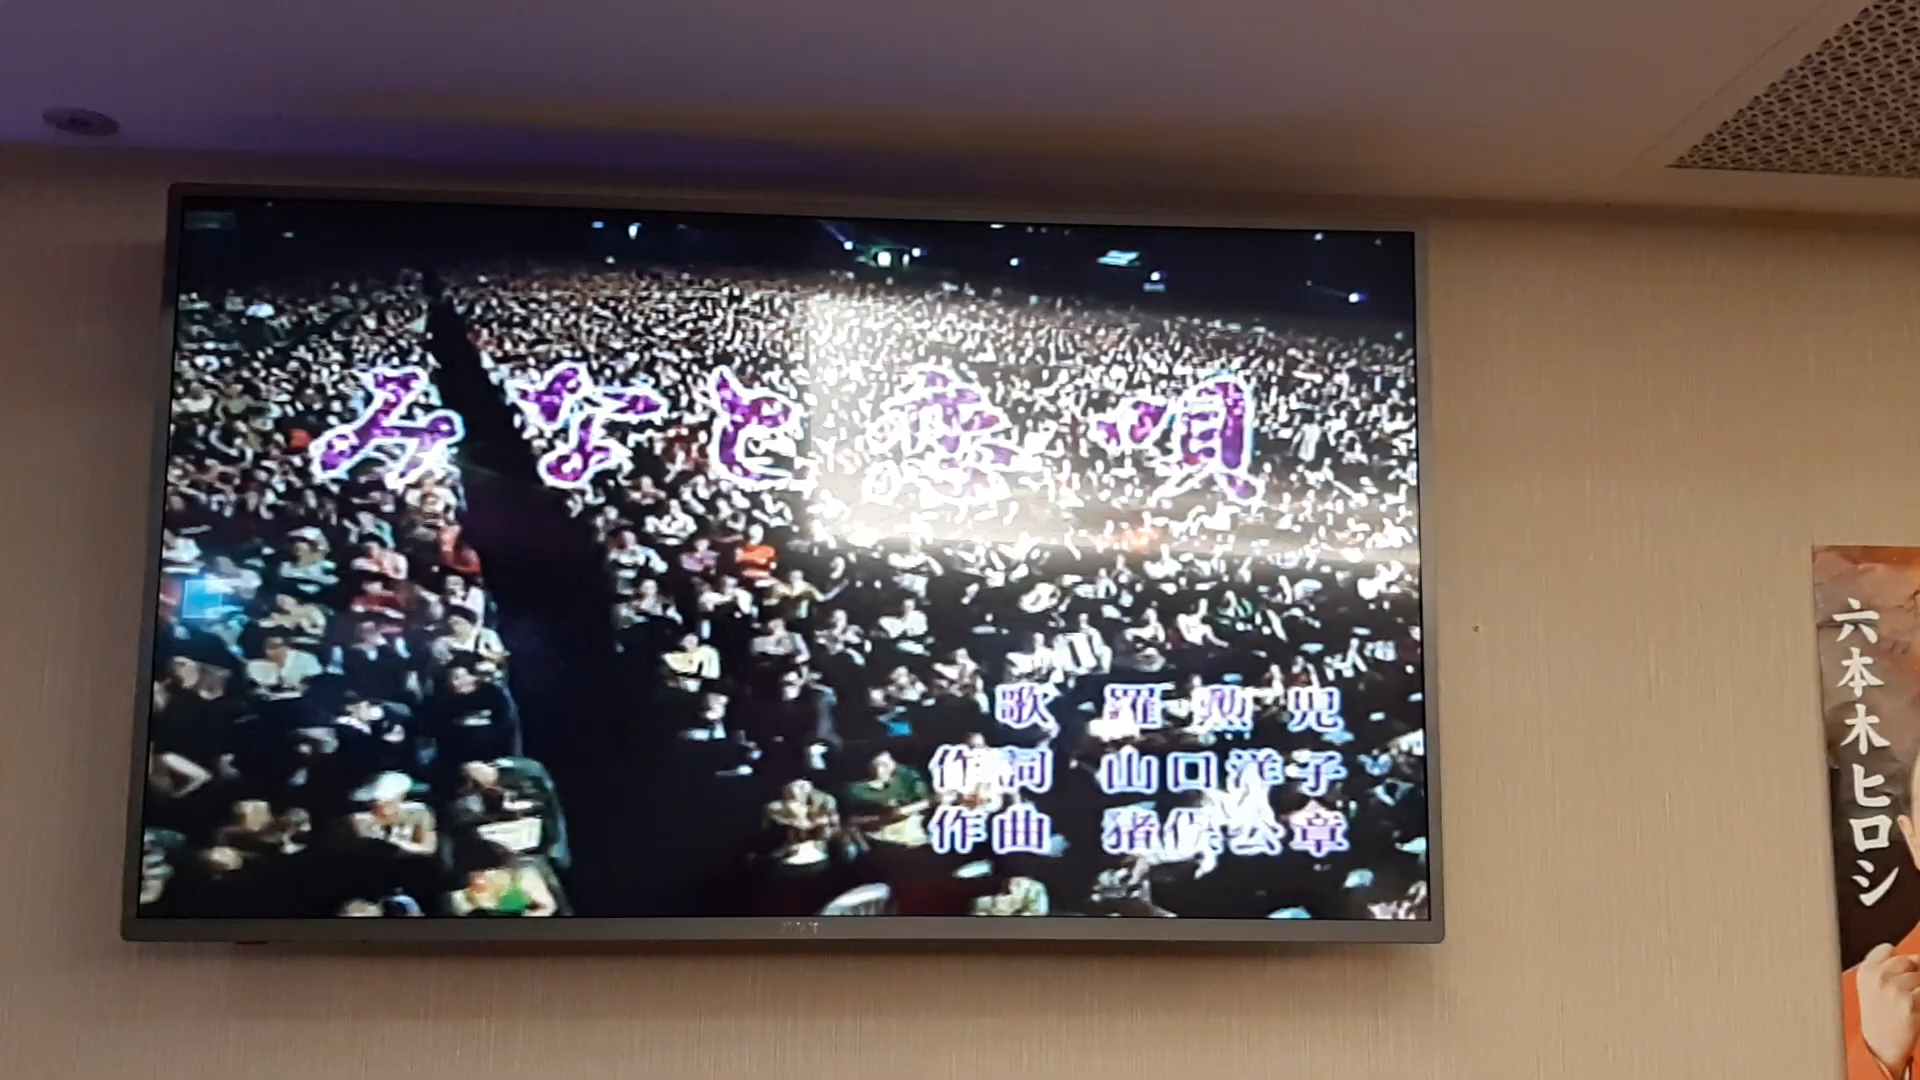 みなと恋唄
歌 羅勲児
作詞 山口洋子
作曲 猪俣公章
六本木ヒロシ